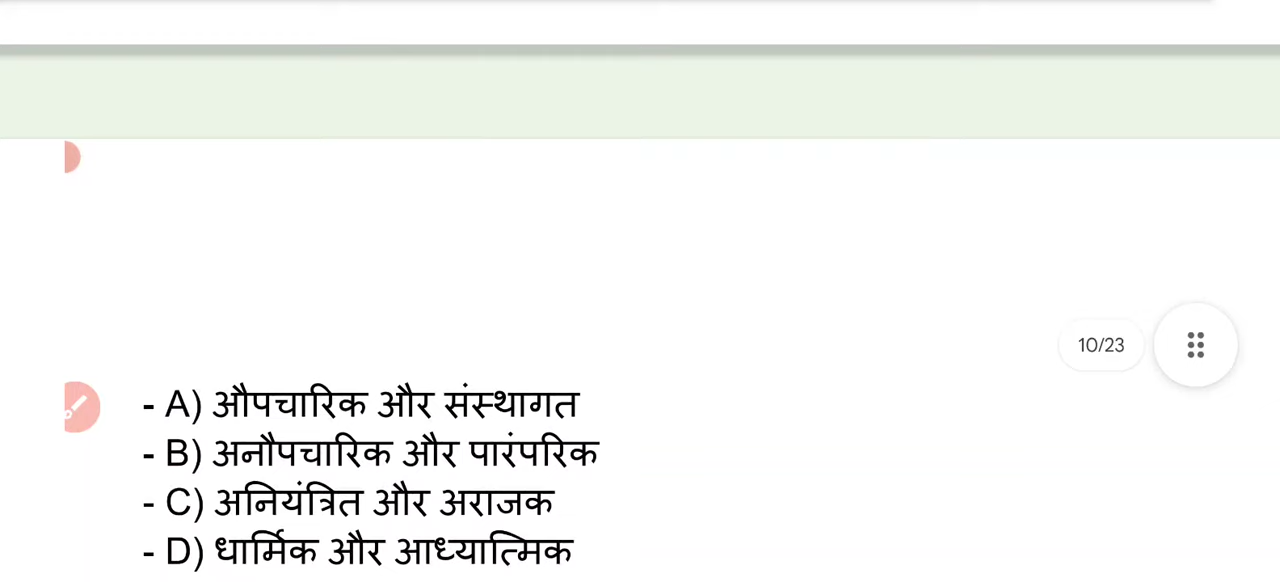 10/23
- A) औपचारिक और संस्थागत
- B) अनौपचारिक और पारंपरिक
- C) अनियंत्रित और अराजक
- D) धार्मिक और आध्यात्मिक